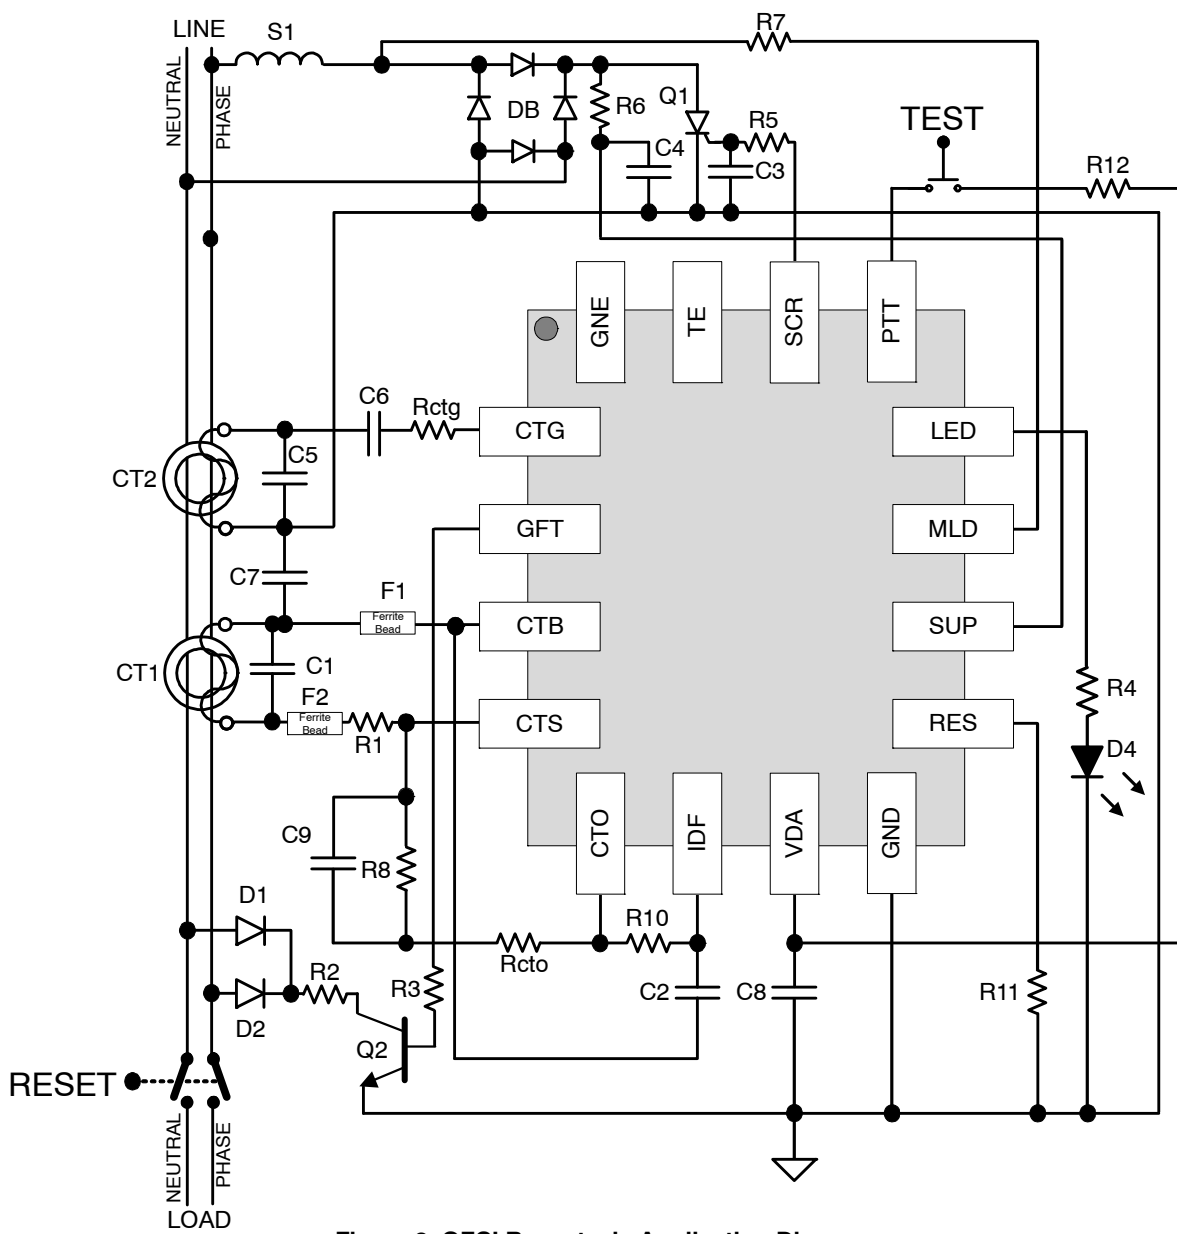 LINE
S1
R7
NEUTRAL
PHASE
DB
R6
Q1
R5
C4
C3
TEST
R12
GNE
TE
SCR
PTT
C6
Rctg
CTG
LED
CT2
C5
GFT
MLD
C7
F1
Ferrite
Bead
CTB
SUP
CT1
C1
F2
Ferrite
Bead
R1
CTS
RES
R4
D4
CTO
IDF
VDA
GND
C9
R8
D1
R10
Rcto
R2
R3
C2
C8
R11
D2
Q2
RESET
NEUTRAL
PHASE
LOAD